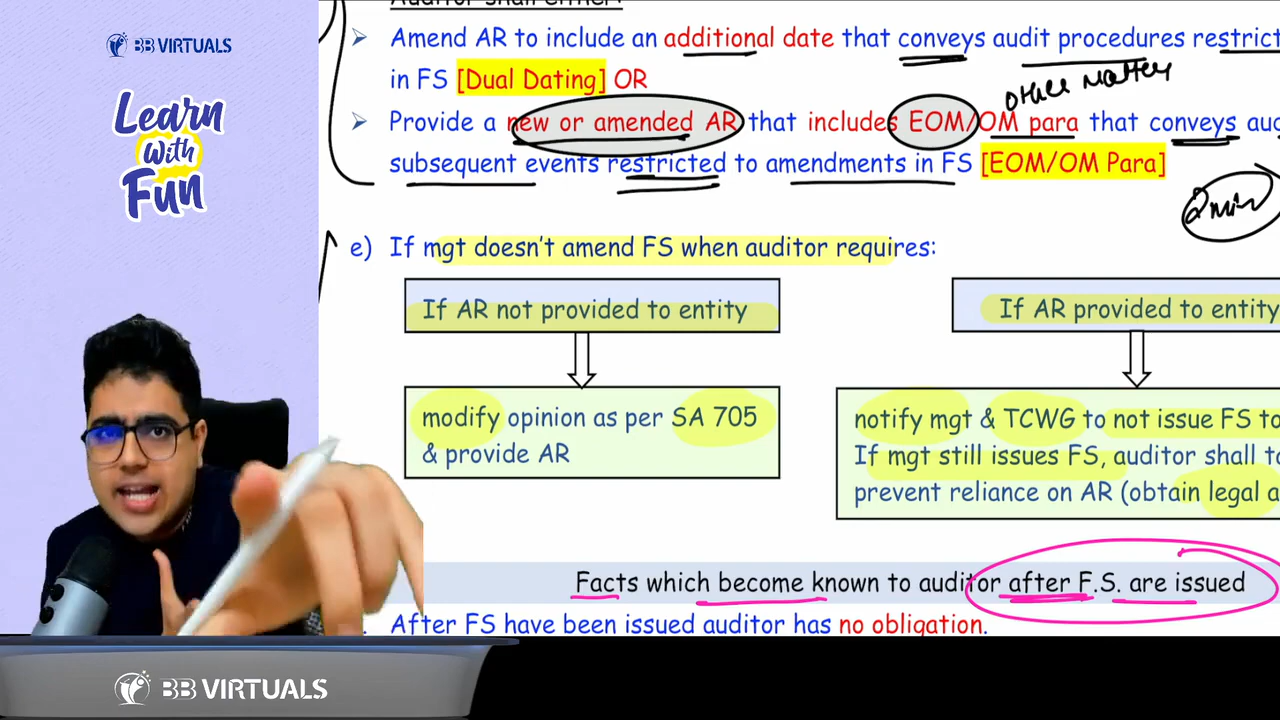 BB VIRTUALS
Learn
With
Fun
Auditor shall either:
Amend AR to include an additional date that conveys audit procedures restrict
in FS [Dual Dating] OR
other matter
Provide a new or amended AR that includes EOM/OM para that conveys aud
subsequent events restricted to amendments in FS [EOM/OM Para]
2min
e) If mgt doesn't amend FS when auditor requires:
If AR not provided to entity
If AR provided to entity
modify opinion as per SA 705
& provide AR
notify mgt & TCWG to not issue FS to
If mgt still issues FS, auditor shall to
prevent reliance on AR (obtain legal a
Facts which become known to auditor after F.S. are issued
After FS have been issued auditor has no obligation.
BB VIRTUALS